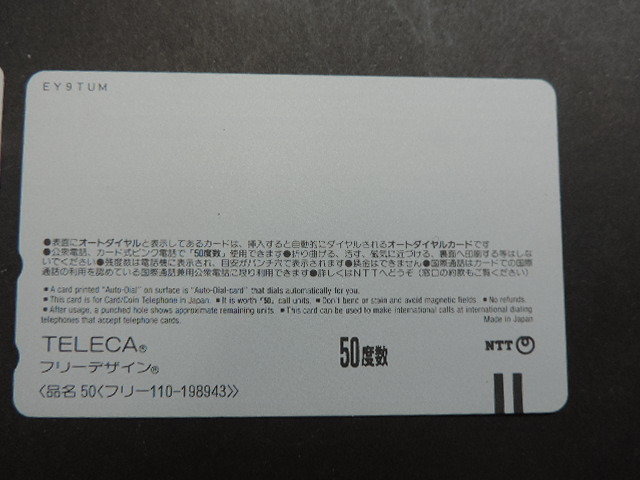 EY9TUM
●表面にオートダイヤルと表示してあるカードは、挿入すると自動的にダイヤルされるオートダイヤルカードです
●公衆電話、カード式ピンク電話で「50度数」使用できます●折り曲げる、汚す、磁気に近づける、裏面へ印刷する等はしな
いでください●残度数は電話機に表示され、目安がパンチ穴で表示されます●換金はできません●国際通話はカードでの国際
通話の利用を認めている国際通話兼用公衆電話に限り利用できます●詳しくはNTTへどうぞ（窓口の約款もご覧ください）
■ A card printed "Auto-Dial" on surface is "Auto-Dial-card" that dials automatically for you.
■ This card is for Card/Coin Telephone in Japan. ■ It is worth「50」call units. ■ Don't bend or stain and avoid magnetic fields. ■ No refunds.
■ After usage, a punched hole shows approximate remaining units. ■ This card can be used to make international calls at international dialing
telephones that accept telephone cards. Made in Japan
TELECA® 50度数 NTT
フリーデザイン®
〈品名 50〈フリー110-198943〉〉